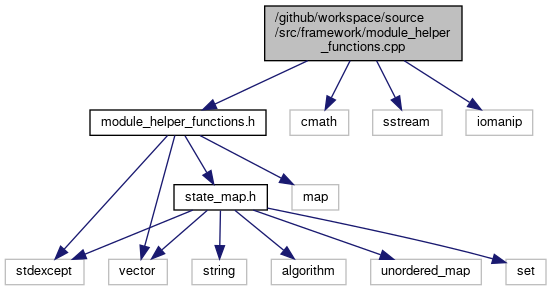 /github/workspace/source
/src/framework/module_helper
_functions.cpp
module_helper_functions.h
cmath
sstream
iomanip
state_map.h
map
stdexcept
vector
string
algorithm
unordered_map
set